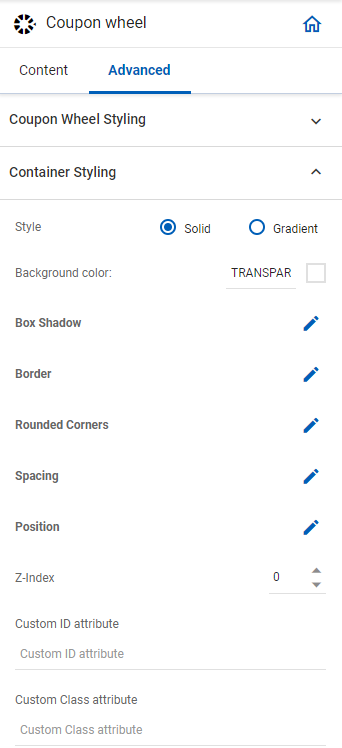 Coupon wheel
Content Advanced
Coupon Wheel Styling
Container Styling
Style Solid Gradient
Background color: TRANSPAR
Box Shadow
Border
Rounded Corners
Spacing
Position
Z-Index 0
Custom ID attribute
Custom ID attribute
Custom Class attribute
Custom Class attribute